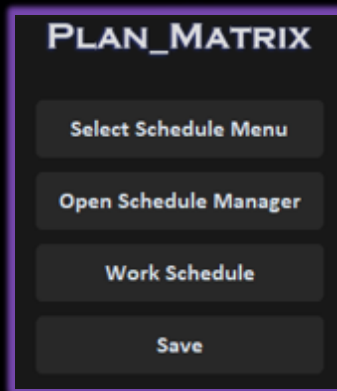 Plan_Matrix
Select Schedule Menu
Open Schedule Manager
Work Schedule
Save